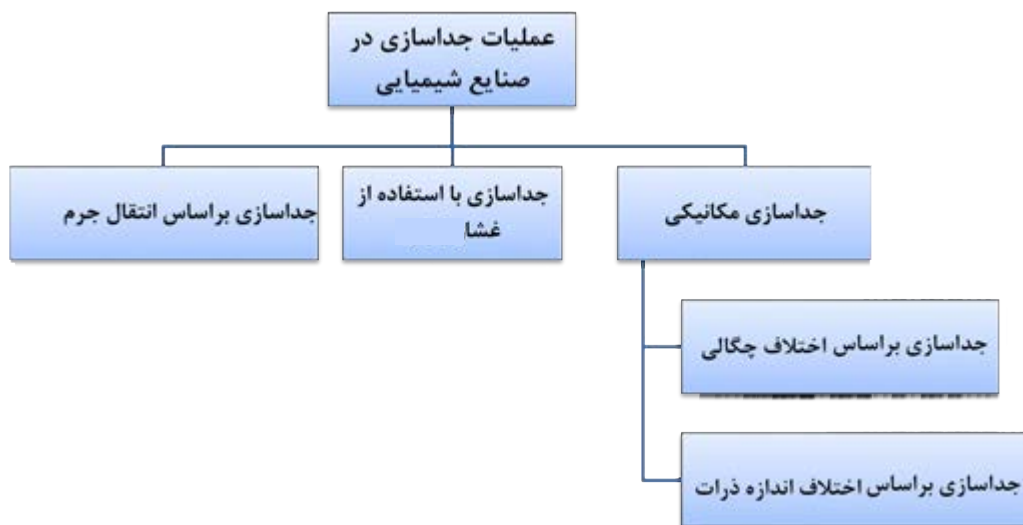 عملیات جداسازی در
صنایع شیمیایی
جداسازی مکانیکی
جداسازی با استفاده از
غشا
جداسازی براساس انتقال جرم
جداسازی براساس اختلاف چگالی
جداسازی براساس اختلاف اندازه ذرات